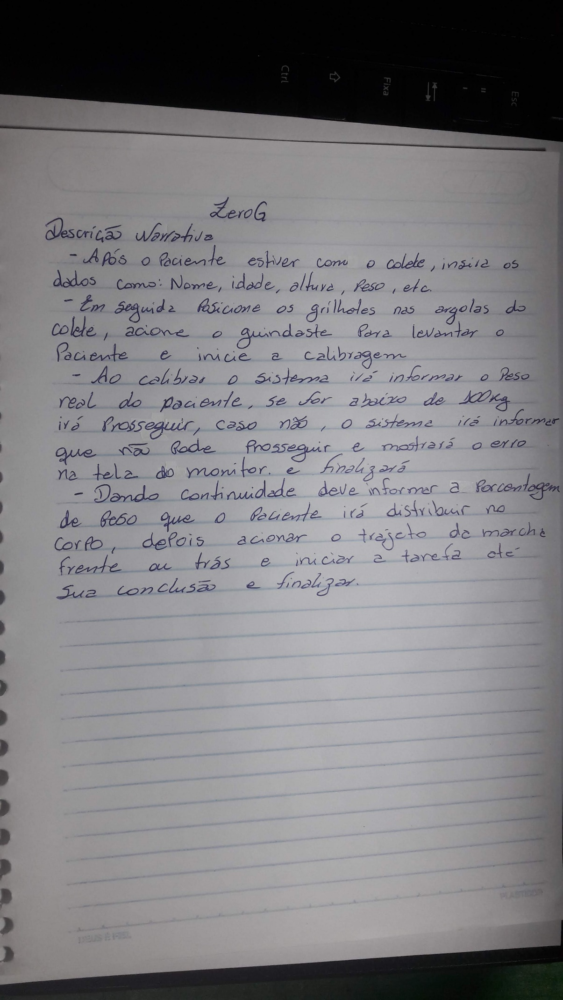 Ctrl
Fixa
- =
Esc
ZeroG
Descrição Narrativa
- Após o Paciente estiver com o colete, insira os
dados como: Nome, idade, altura, Peso, etc.
- Em seguida Posicione os grilhetes nas argolas do
colete, acione o guindaste Para levantar o
Paciente e inicie a calibragem
- Ao calibrar o sistema irá informar o Peso
real do paciente, se for abaixo de 100kg
irá Prosseguir, caso não, o sistema irá informar
que não Pode Prosseguir e mostrará o erro
na tela do monitor. e finalizará
- Dando continuidade deve informar a Porcentagem
de Peso que o Paciente irá distribuir no
corpo, depois acionar o trajeto da marcha
frente ou trás e iniciar a tarefa até
sua conclusão e finalizar.
PLASTICOR
DEUS É FIEL